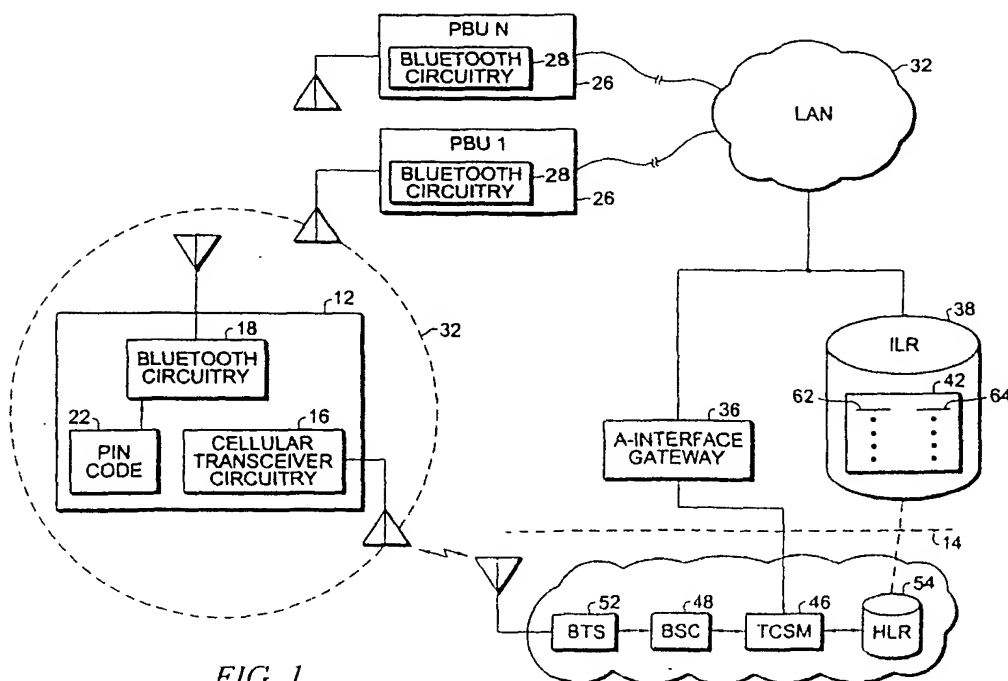 PBU N
BLUETOOTH
CIRCUITRY
28
26
32
LAN
PBU 1
BLUETOOTH
CIRCUITRY
28
26
12
18
BLUETOOTH
CIRCUITRY
32
38
ILR
22
PIN
CODE
16
CELLULAR
TRANSCEIVER
CIRCUITRY
36
A-INTERFACE
GATEWAY
62
42
64
14
52
BTS
48
BSC
46
TCSM
54
HLR
FIG. 1